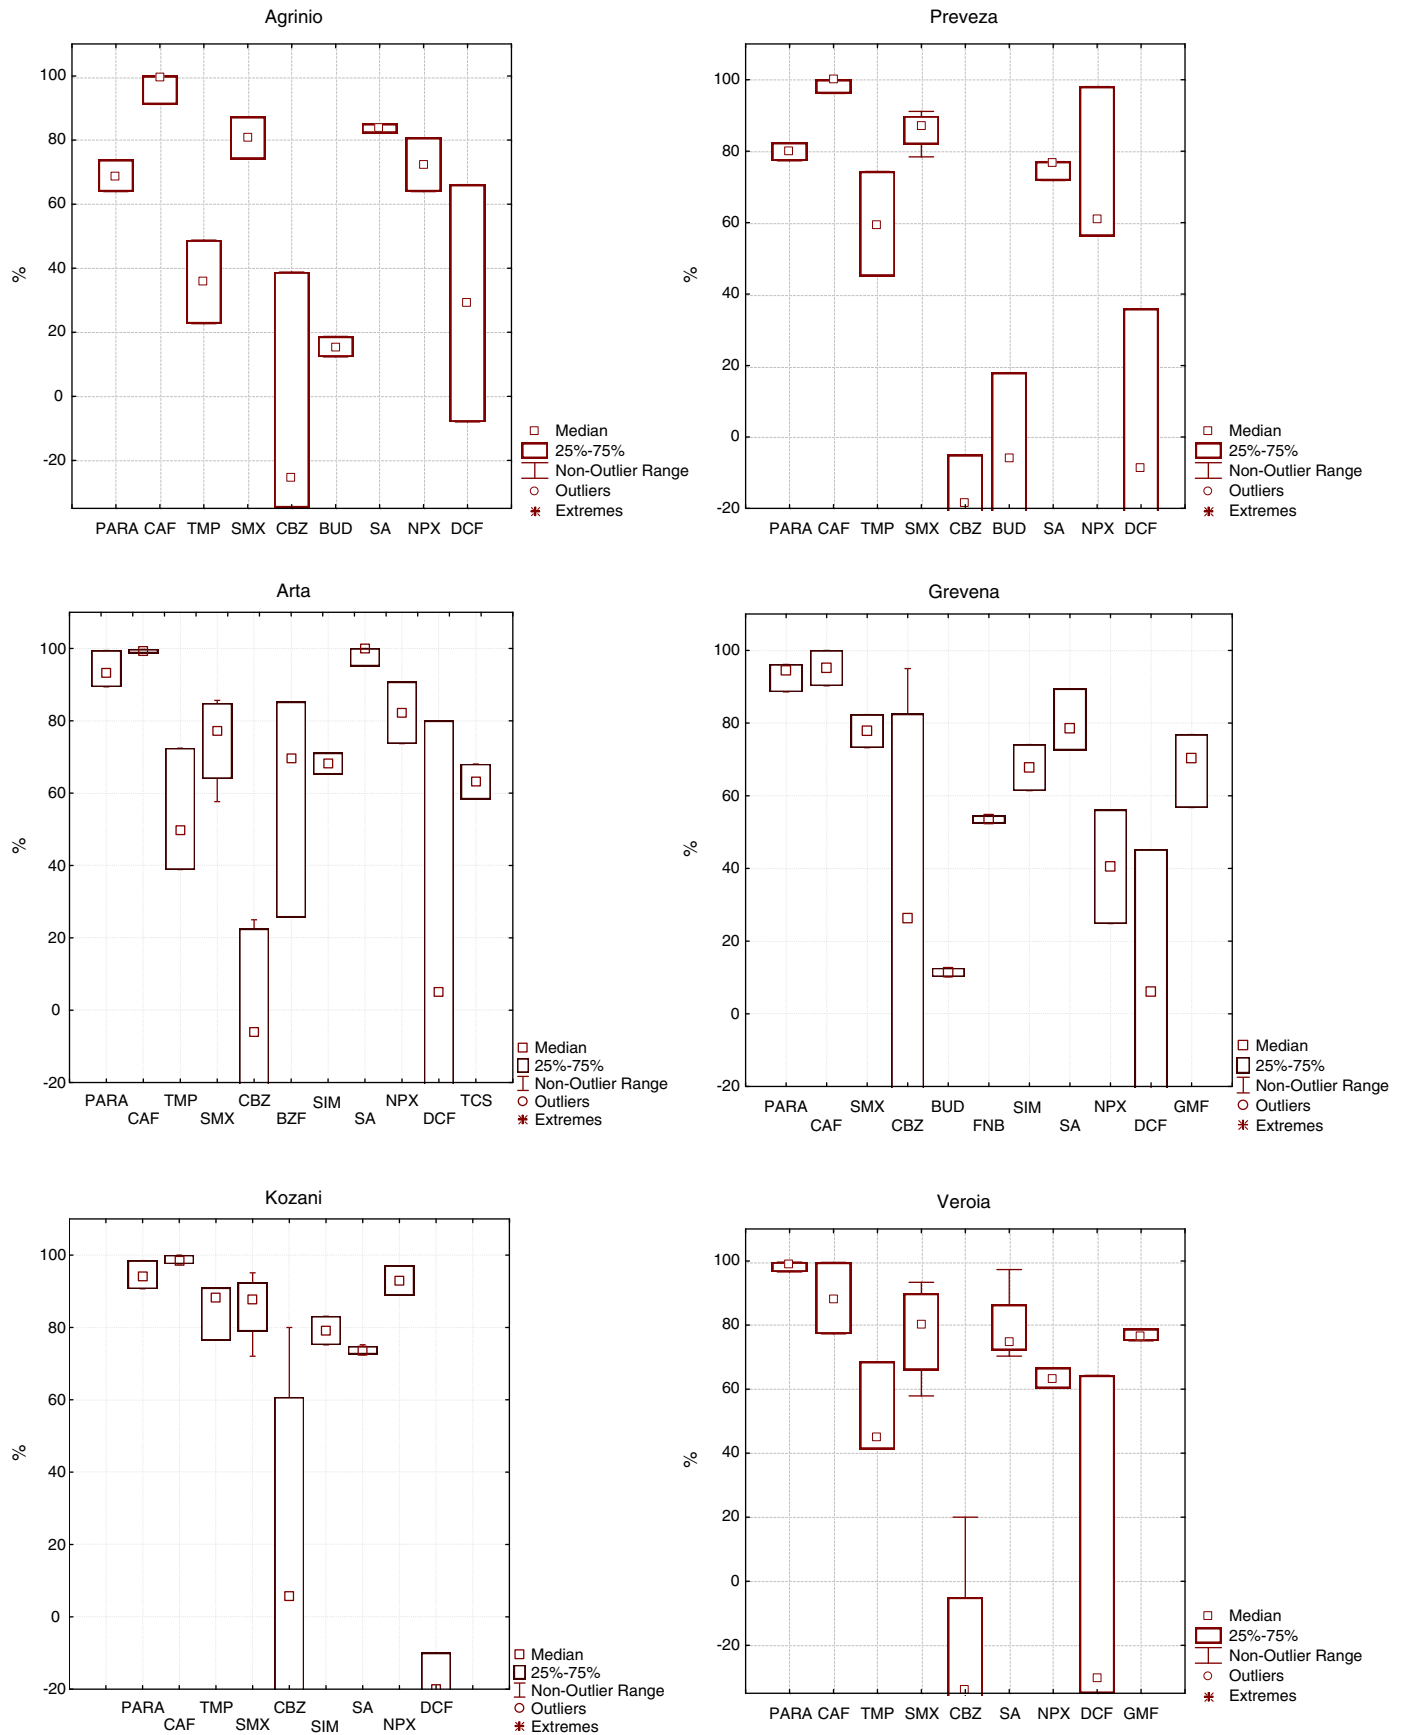 Agrinio
%
100
80
60
40
20
0
-20
PARA CAF TMP SMX CBZ BUD SA NPX DCF
Median
25%-75%
Non-Outlier Range
Outliers
Extremes
Preveza
%
100
80
60
40
20
0
-20
PARA CAF TMP SMX CBZ BUD SA NPX DCF
Median
25%-75%
Non-Outlier Range
Outliers
Extremes
Arta
%
100
80
60
40
20
0
-20
PARA TMP CBZ SIM NPX TCS
CAF SMX BZF SA DCF
Median
25%-75%
Non-Outlier Range
Outliers
Extremes
Grevena
%
100
80
60
40
20
0
-20
PARA SMX BUD SIM NPX GMF
CAF CBZ FNB SA DCF
Median
25%-75%
Non-Outlier Range
Outliers
Extremes
Kozani
%
100
80
60
40
20
0
-20
PARA TMP CBZ SA DCF
CAF SMX SIM NPX
Median
25%-75%
Non-Outlier Range
Outliers
Extremes
Veroia
%
100
80
60
40
20
0
-20
PARA CAF TMP SMX CBZ SA NPX DCF GMF
Median
25%-75%
Non-Outlier Range
Outliers
Extremes